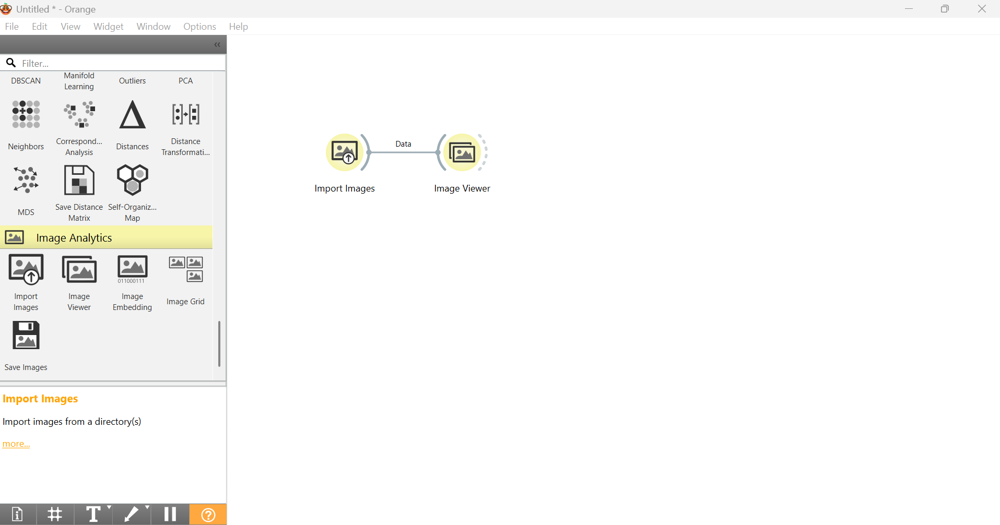 Untitled * - Orange
File Edit View Widget Window Options Help
«
Filter...
DBSCAN Manifold Learning Outliers PCA
Neighbors Correspond... Analysis Distances Distance Transformati...
MDS Save Distance Matrix Self-Organiz... Map
Image Analytics
011000111
Import Images Image Viewer Image Embedding Image Grid
Save Images
Import Images
Import images from a directory(s)
more...
Data
Import Images Image Viewer